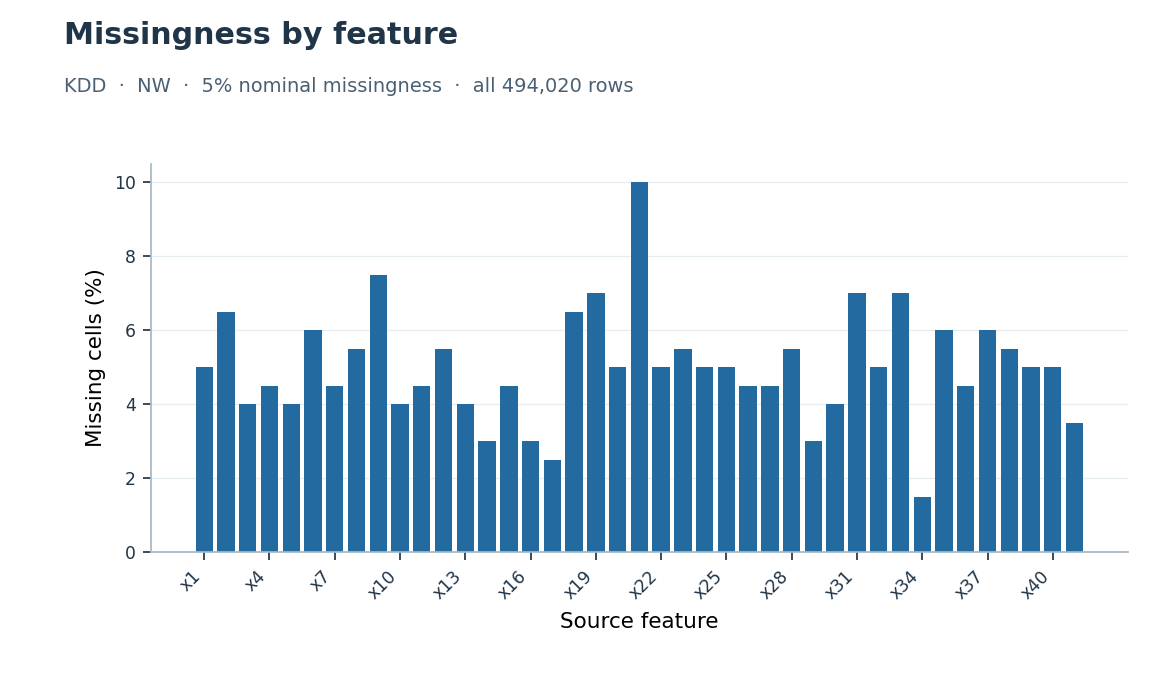 Missingness by feature
KDD · NW · 5% nominal missingness · all 494,020 rows
10
8
6
4
2
0
Missing cells (%)
x1 x4 x7 x10 x13 x16 x19 x22 x25 x28 x31 x34 x37 x40
Source feature